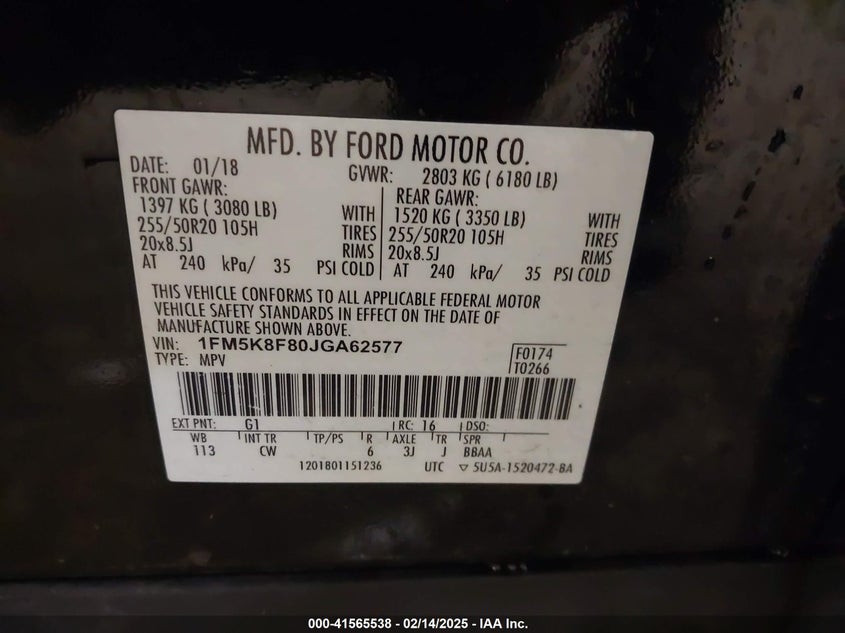 MFD. BY FORD MOTOR CO.
DATE: 01/18 GVWR: 2803 KG ( 6180 LB)
FRONT GAWR: REAR GAWR:
1397 KG ( 3080 LB) WITH 1520 KG ( 3350 LB) WITH
255/50R20 105H TIRES 255/50R20 105H TIRES
20x8.5J RIMS 20x8.5J RIMS
AT 240 kPa/ 35 PSI COLD AT 240 kPa/ 35 PSI COLD
THIS VEHICLE CONFORMS TO ALL APPLICABLE FEDERAL MOTOR
VEHICLE SAFETY STANDARDS IN EFFECT ON THE DATE OF
MANUFACTURE SHOWN ABOVE.
VIN: 1FM5K8F80JGA62577
TYPE: MPV
F0174
T0266
EXT PNT: G1 RC: 16 DSO:
WB INT TR TP/PS R AXLE TR SPR
113 CW 6 3J J BBAA
1201801151236 UTC ▽ 5U5A-1520472-BA
000-41565538 - 02/14/2025 - IAA Inc.